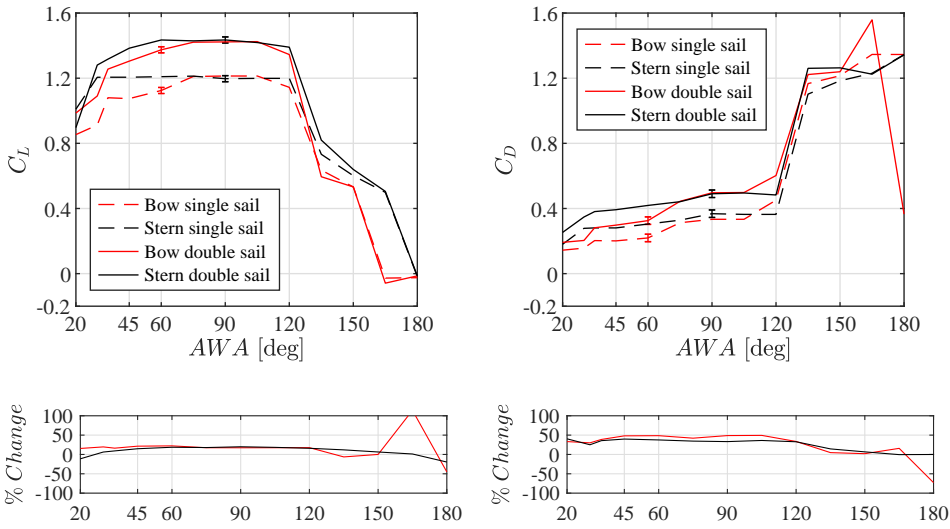 1.6
1.2
0.8
0.4
0
-0.2
C_L
Bow single sail
Stern single sail
Bow double sail
Stern double sail
20 45 60 90 120 150 180
AWA [deg]
1.6
1.2
0.8
0.4
0
-0.2
C_D
Bow single sail
Stern single sail
Bow double sail
Stern double sail
20 45 60 90 120 150 180
AWA [deg]
100
50
0
-50
-100
% Change
20 45 60 90 120 150 180
100
50
0
-50
-100
% Change
20 45 60 90 120 150 180